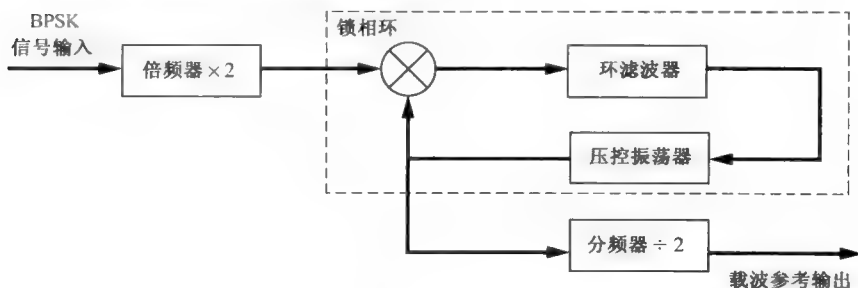 BPSK
信号输入
倍频器×2
锁相环
环滤波器
压控振荡器
分频器÷2
载波参考输出